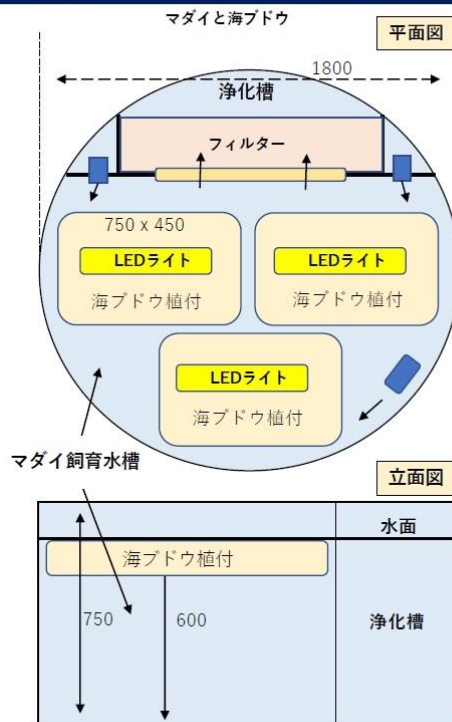 マダイと海ブドウ
平面図
1800
浄化槽
フィルター
750 x 450
LEDライト
LEDライト
海ブドウ植付
海ブドウ植付
LEDライト
海ブドウ植付
マダイ飼育水槽
立面図
水面
海ブドウ植付
750
600
浄化槽